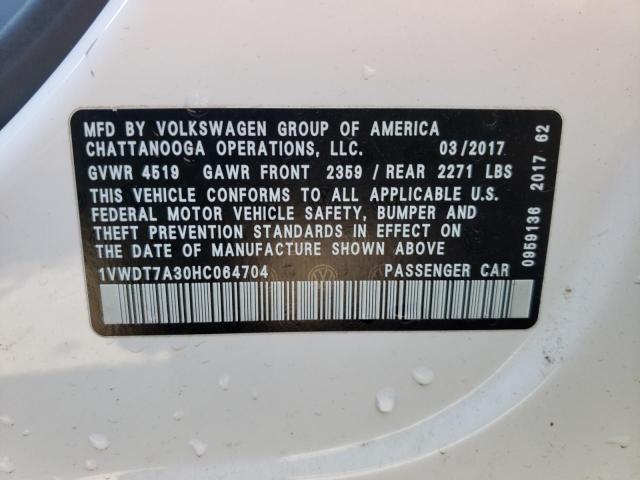 MFD BY VOLKSWAGEN GROUP OF AMERICA
CHATTANOOGA OPERATIONS, LLC. 03/2017
GVWR 4519 GAWR FRONT 2359 / REAR 2271 LBS
THIS VEHICLE CONFORMS TO ALL APPLICABLE U.S.
FEDERAL MOTOR VEHICLE SAFETY, BUMPER AND
THEFT PREVENTION STANDARDS IN EFFECT ON
THE DATE OF MANUFACTURE SHOWN ABOVE
1VWDT7A30HC064704 PASSENGER CAR
0959136 2017 62